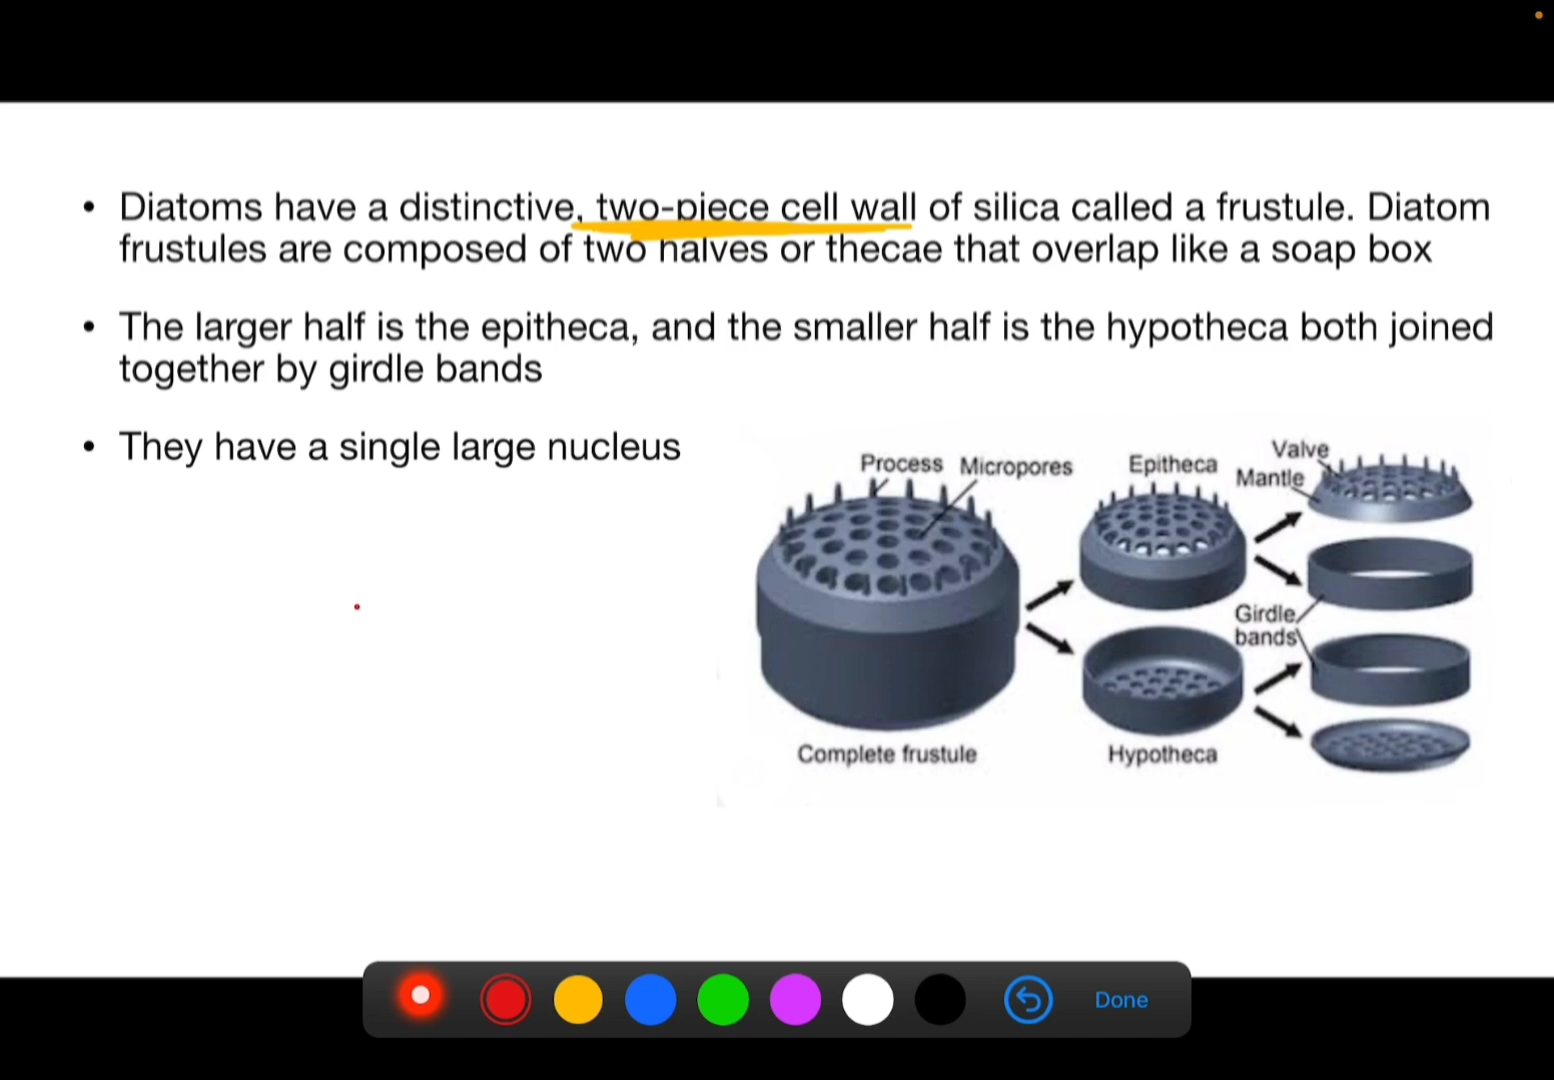 • Diatoms have a distinctive, two-piece cell wall of silica called a frustule. Diatom
frustules are composed of two halves or thecae that overlap like a soap box
• The larger half is the epitheca, and the smaller half is the hypotheca both joined
together by girdle bands
• They have a single large nucleus
Process Micropores Epitheca Valve
Mantle
Girdle
bands
Complete frustule Hypotheca
Done